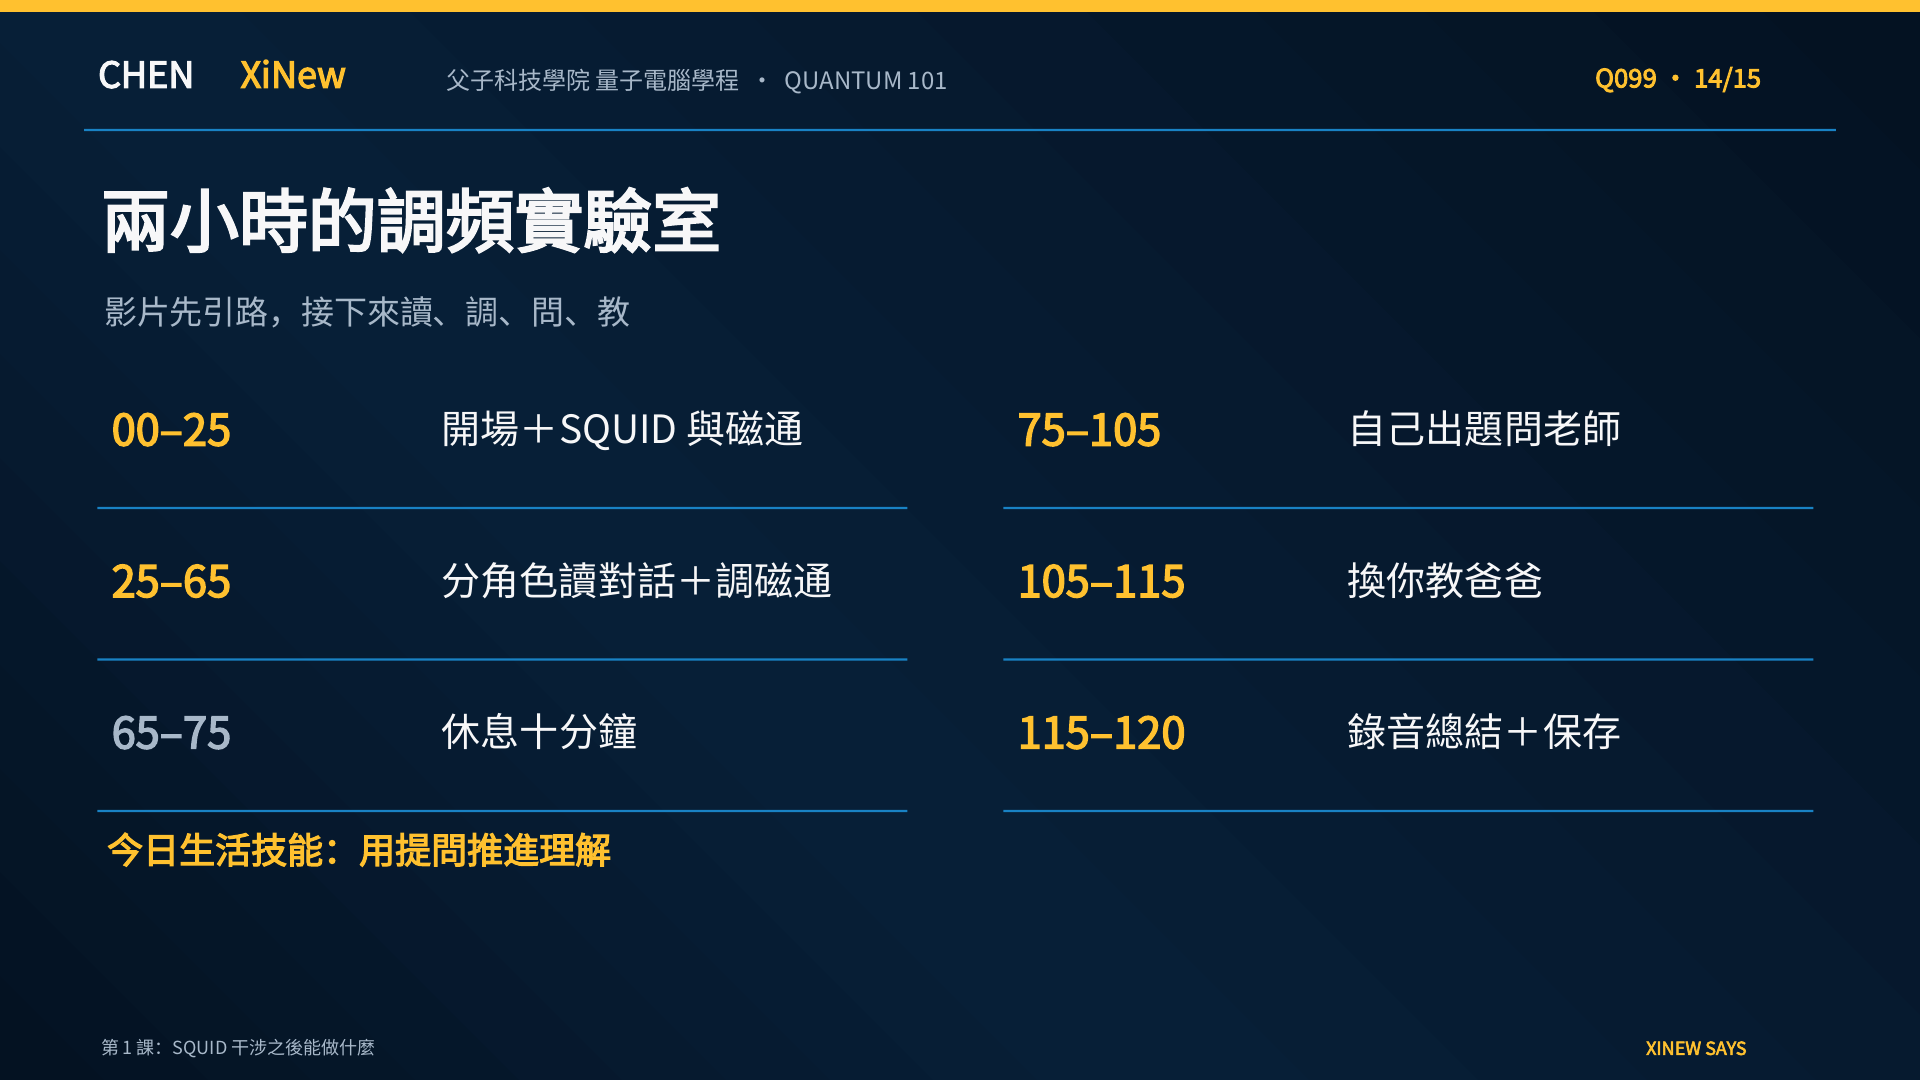 CHEN XiNew 父子科技學院 量子電腦學程 · QUANTUM 101 Q099 · 14/15
兩小時的調頻實驗室
影片先引路，接下來讀、調、問、教
00–25 開場＋SQUID 與磁通
25–65 分角色讀對話＋調磁通
65–75 休息十分鐘
75–105 自己出題問老師
105–115 換你教爸爸
115–120 錄音總結＋保存
今日生活技能：用提問推進理解
第 1 課：SQUID 干涉之後能做什麼 XINEW SAYS